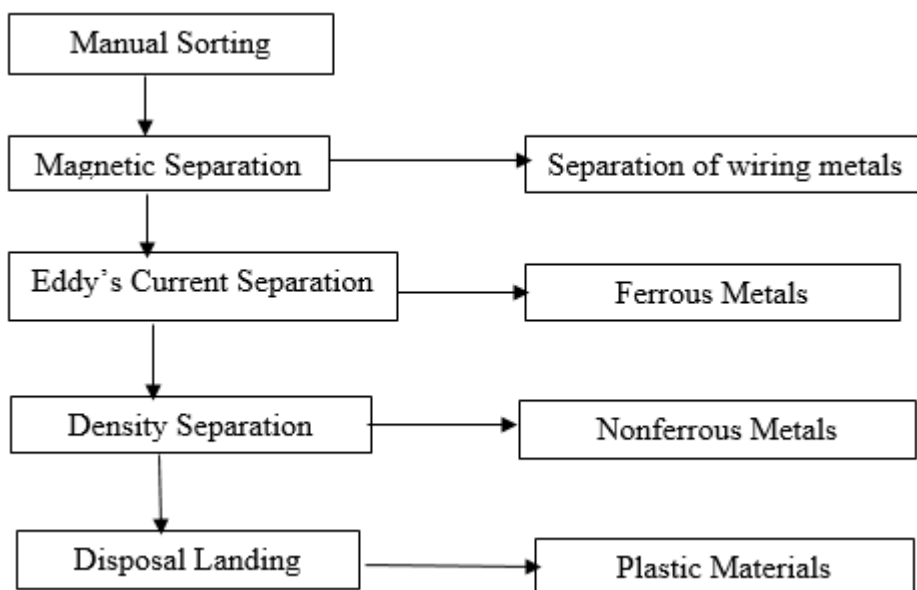 Manual Sorting
Magnetic Separation
Separation of wiring metals
Eddy’s Current Separation
Ferrous Metals
Density Separation
Nonferrous Metals
Disposal Landing
Plastic Materials